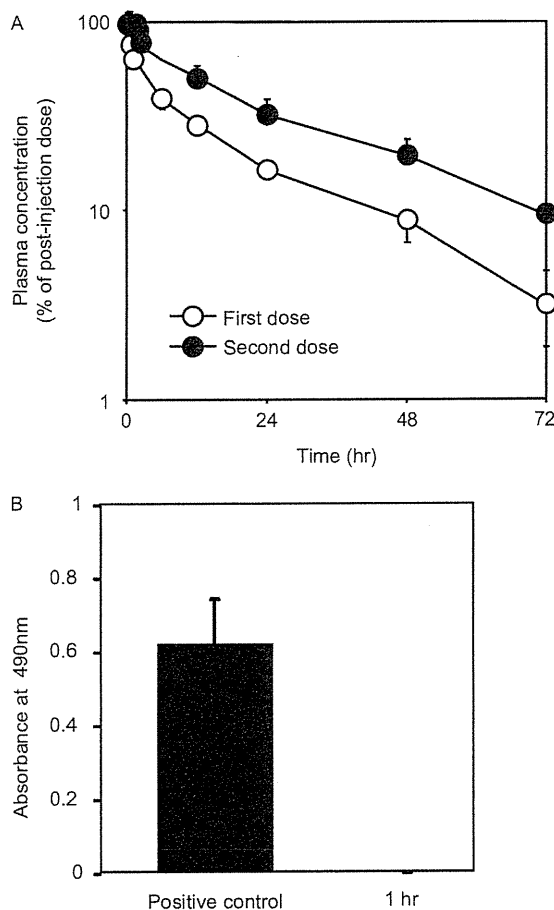 A
100
10
1
Plasma concentration
(% of post-injection dose)
First dose
Second dose
0 24 48 72
Time (hr)
B
1
0.8
0.6
0.4
0.2
0
Absorbance at 490nm
Positive control 1 hr